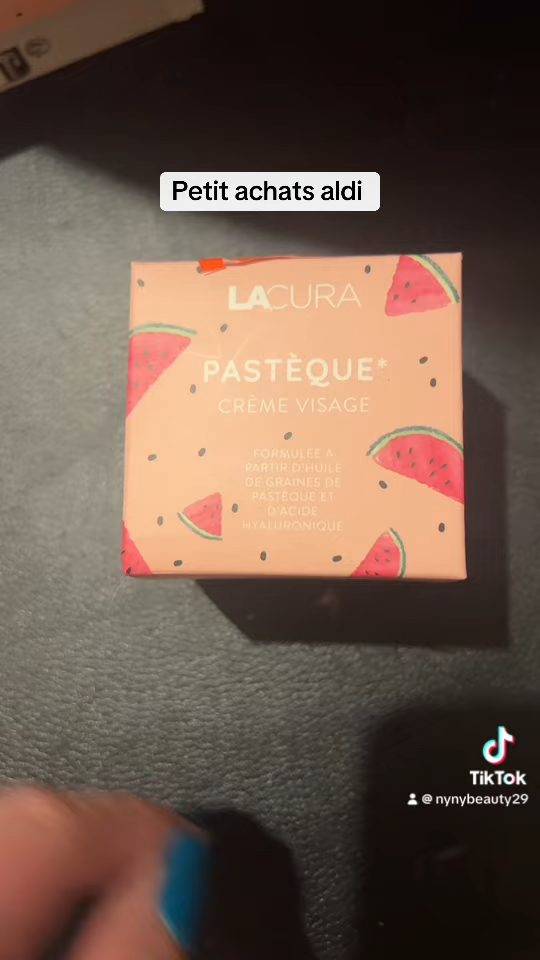 Petit achats aldi
LACURA
PASTÈQUE*
CRÈME VISAGE
FORMULÉE À
PARTIR D'HUILE
DE GRAINES DE
PASTÈQUE ET
D'ACIDE
HYALURONIQUE
TikTok
@nynybeauty29